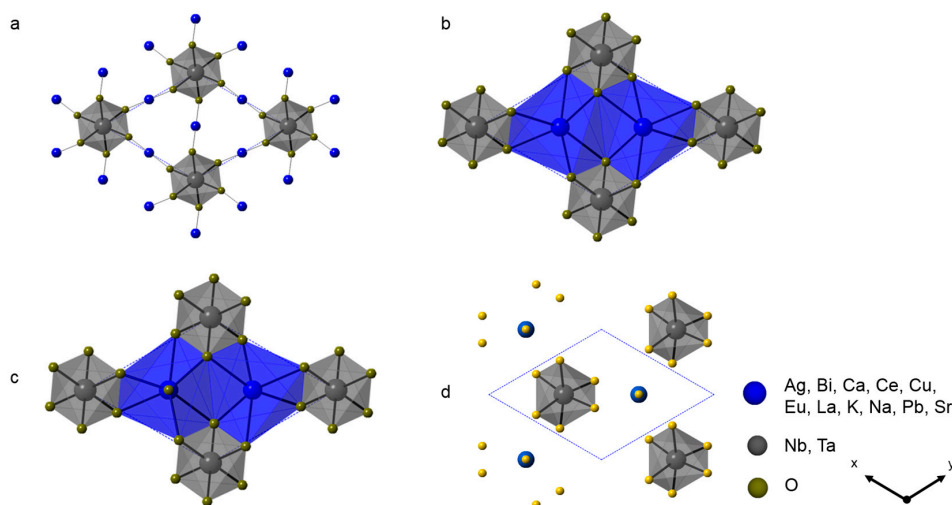 a
b
c
d
Ag, Bi, Ca, Ce, Cu,
Eu, La, K, Na, Pb, Sr
Nb, Ta
O
x
y